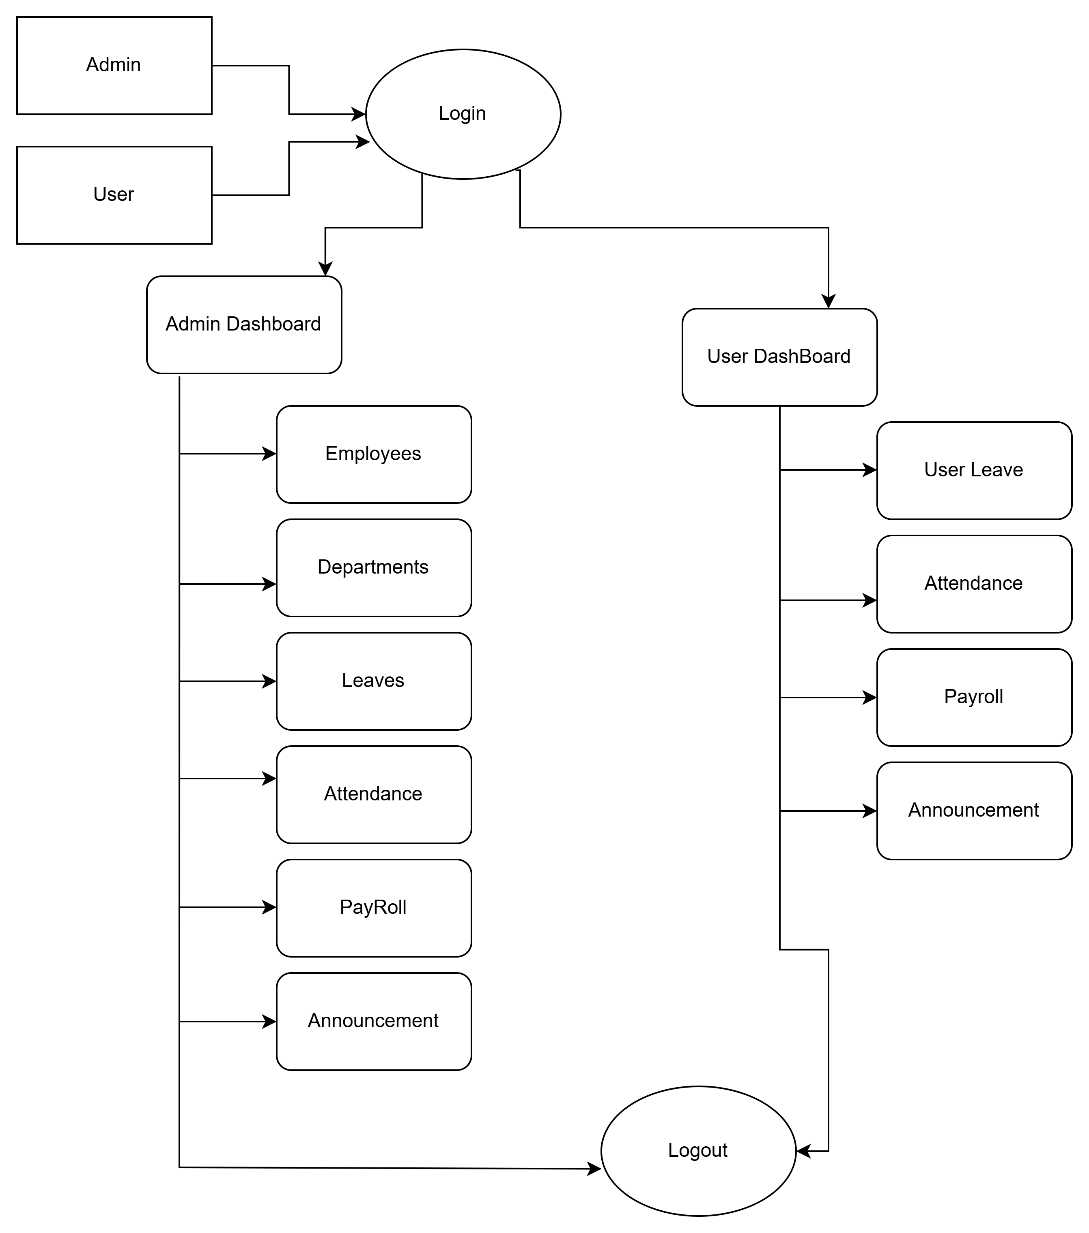 Admin
Login
User
Admin Dashboard
User DashBoard
Employees
Departments
Leaves
Attendance
PayRoll
Announcement
User Leave
Attendance
Payroll
Announcement
Logout